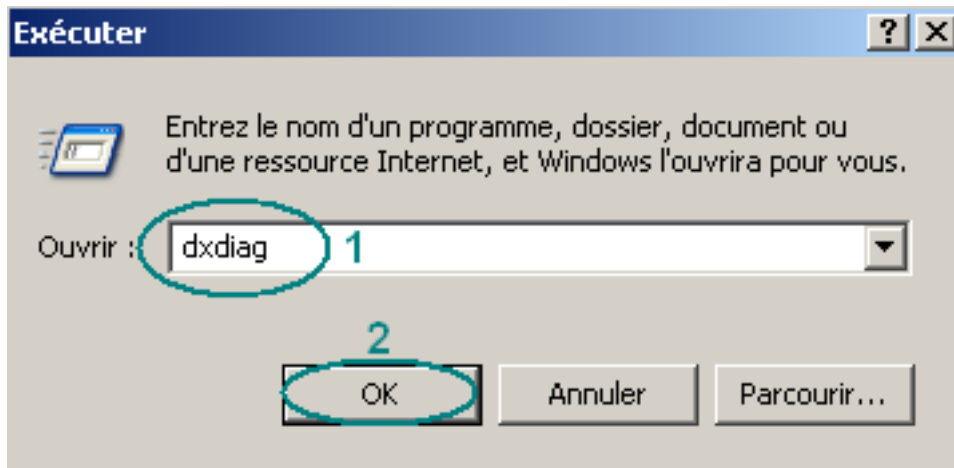 Exécuter
Entrez le nom d'un programme, dossier, document ou
d'une ressource Internet, et Windows l'ouvrira pour vous.
Ouvrir : dxdiag 1
2
OK Annuler Parcourir...